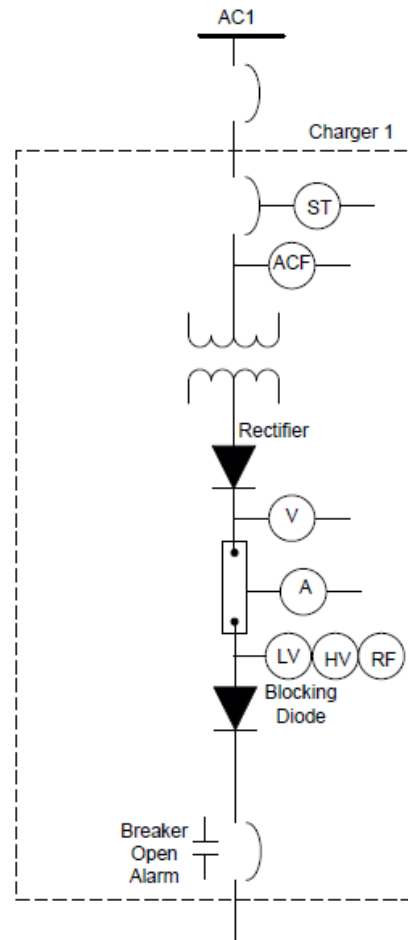 AC1
Charger 1
ST
ACF
Rectifier
V
A
LV HV RF
Blocking
Diode
Breaker
Open
Alarm